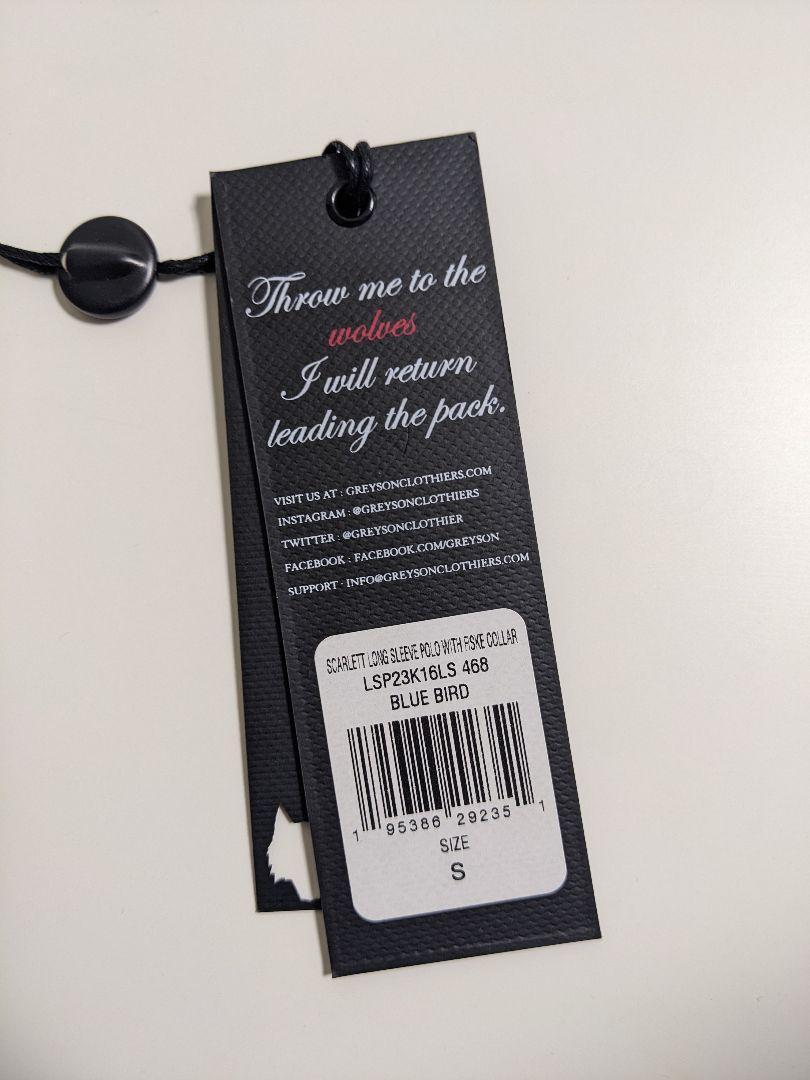 Throw me to the
wolves
I will return
leading the pack.
VISIT US AT : GREYSONCLOTHIERS.COM
INSTAGRAM : @GREYSONCLOTHIERS
TWITTER : @GREYSONCLOTHIER
FACEBOOK : FACEBOOK.COM/GREYSON
SUPPORT : INFO@GREYSONCLOTHIERS.COM
SCARLETT LONG SLEEVE POLO WITH FISKE COLLAR
LSP23K16LS 468
BLUE BIRD
1 95386 29235 1
SIZE
S